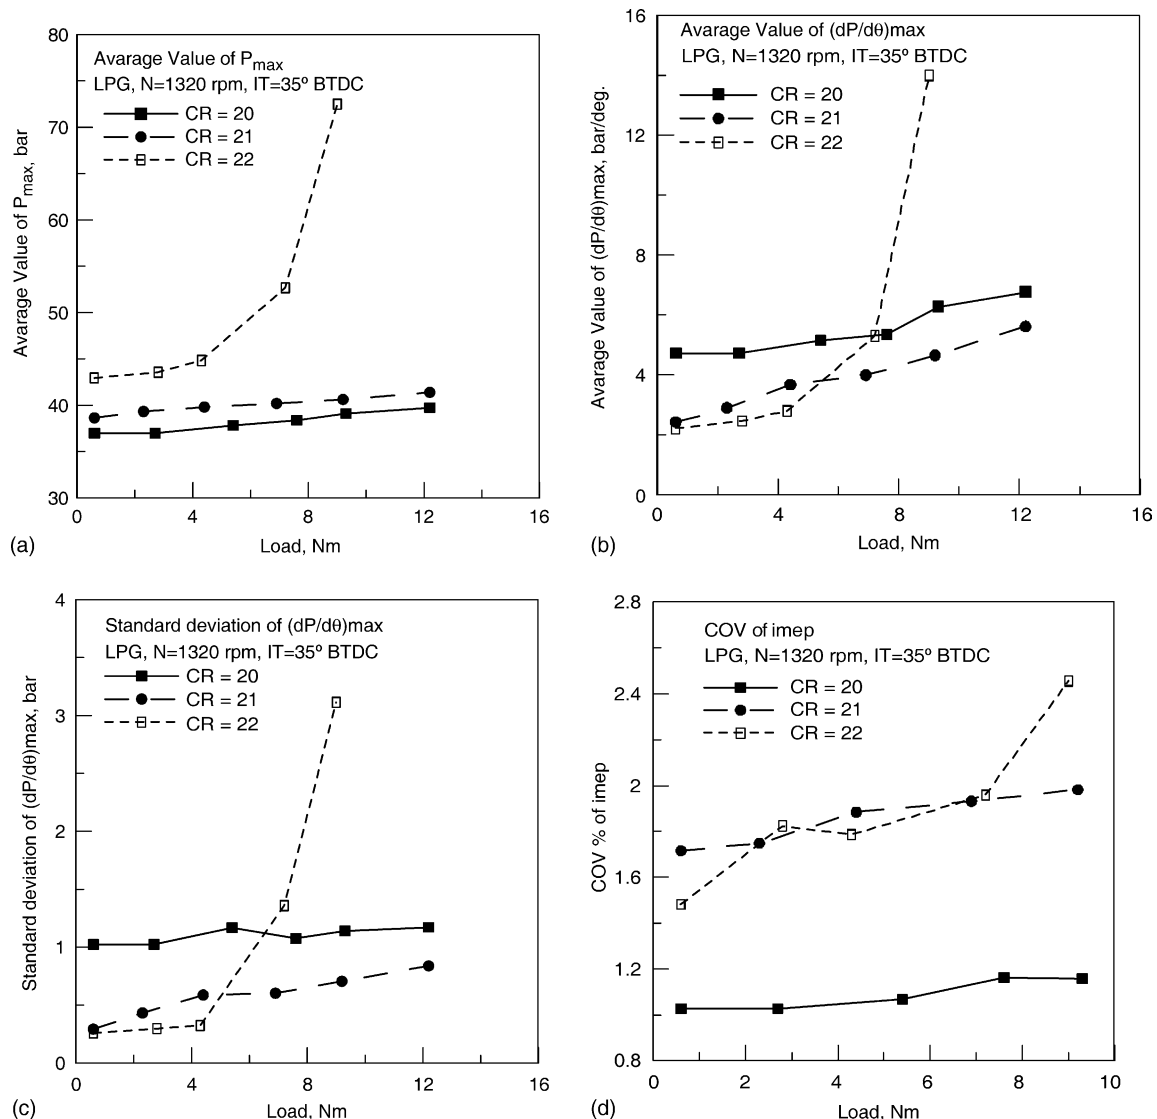 80
70
60
50
40
30
Avarage Value of Pmax, bar
Avarage Value of Pmax
LPG, N=1320 rpm, IT=35º BTDC
CR = 20
CR = 21
CR = 22
0 4 8 12 16
Load, Nm
(a)
16
12
8
4
0
Avarage Value of (dP/dθ)max, bar/deg.
Avarage Value of (dP/dθ)max
LPG, N=1320 rpm, IT=35º BTDC
CR = 20
CR = 21
CR = 22
0 4 8 12 16
Load, Nm
(b)
4
3
2
1
0
Standard deviation of (dP/dθ)max, bar
Standard deviation of (dP/dθ)max
LPG, N=1320 rpm, IT=35º BTDC
CR = 20
CR = 21
CR = 22
0 4 8 12 16
Load, Nm
(c)
2.8
2.4
2
1.6
1.2
0.8
COV % of imep
COV of imep
LPG, N=1320 rpm, IT=35º BTDC
CR = 20
CR = 21
CR = 22
0 2 4 6 8 10
Load, Nm
(d)